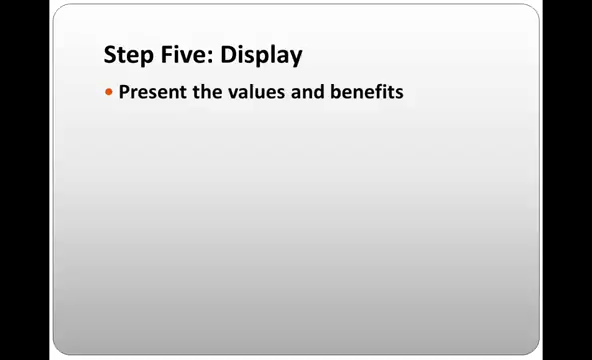 Step Five: Display
• Present the values and benefits